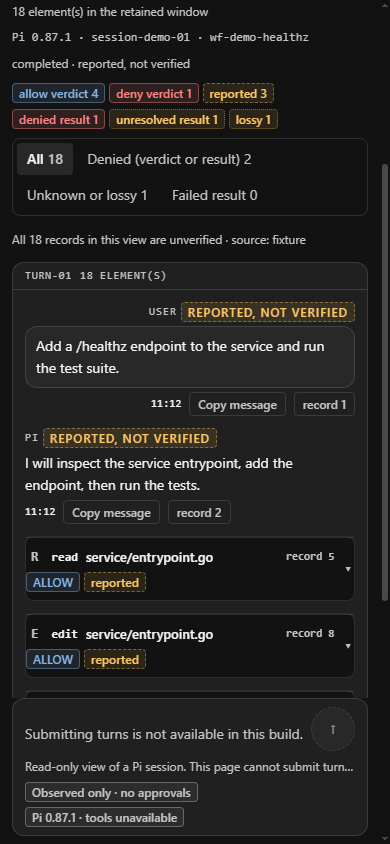 18 element(s) in the retained window
Pi 0.87.1 · session-demo-01 · wf-demo-healthz
completed · reported, not verified
allow verdict 4 deny verdict 1 reported 3
denied result 1 unresolved result 1 lossy 1
All 18 Denied (verdict or result) 2
Unknown or lossy 1 Failed result 0
All 18 records in this view are unverified · source: fixture
TURN-01 18 ELEMENT(S)
USER REPORTED, NOT VERIFIED
Add a /healthz endpoint to the service and run
the test suite.
11:12 Copy message record 1
PI REPORTED, NOT VERIFIED
I will inspect the service entrypoint, add the
endpoint, then run the tests.
11:12 Copy message record 2
R read service/entrypoint.go record 5
ALLOW reported
E edit service/entrypoint.go record 8
ALLOW reported
Submitting turns is not available in this build.
Read-only view of a Pi session. This page cannot submit turn...
Observed only · no approvals
Pi 0.87.1 · tools unavailable